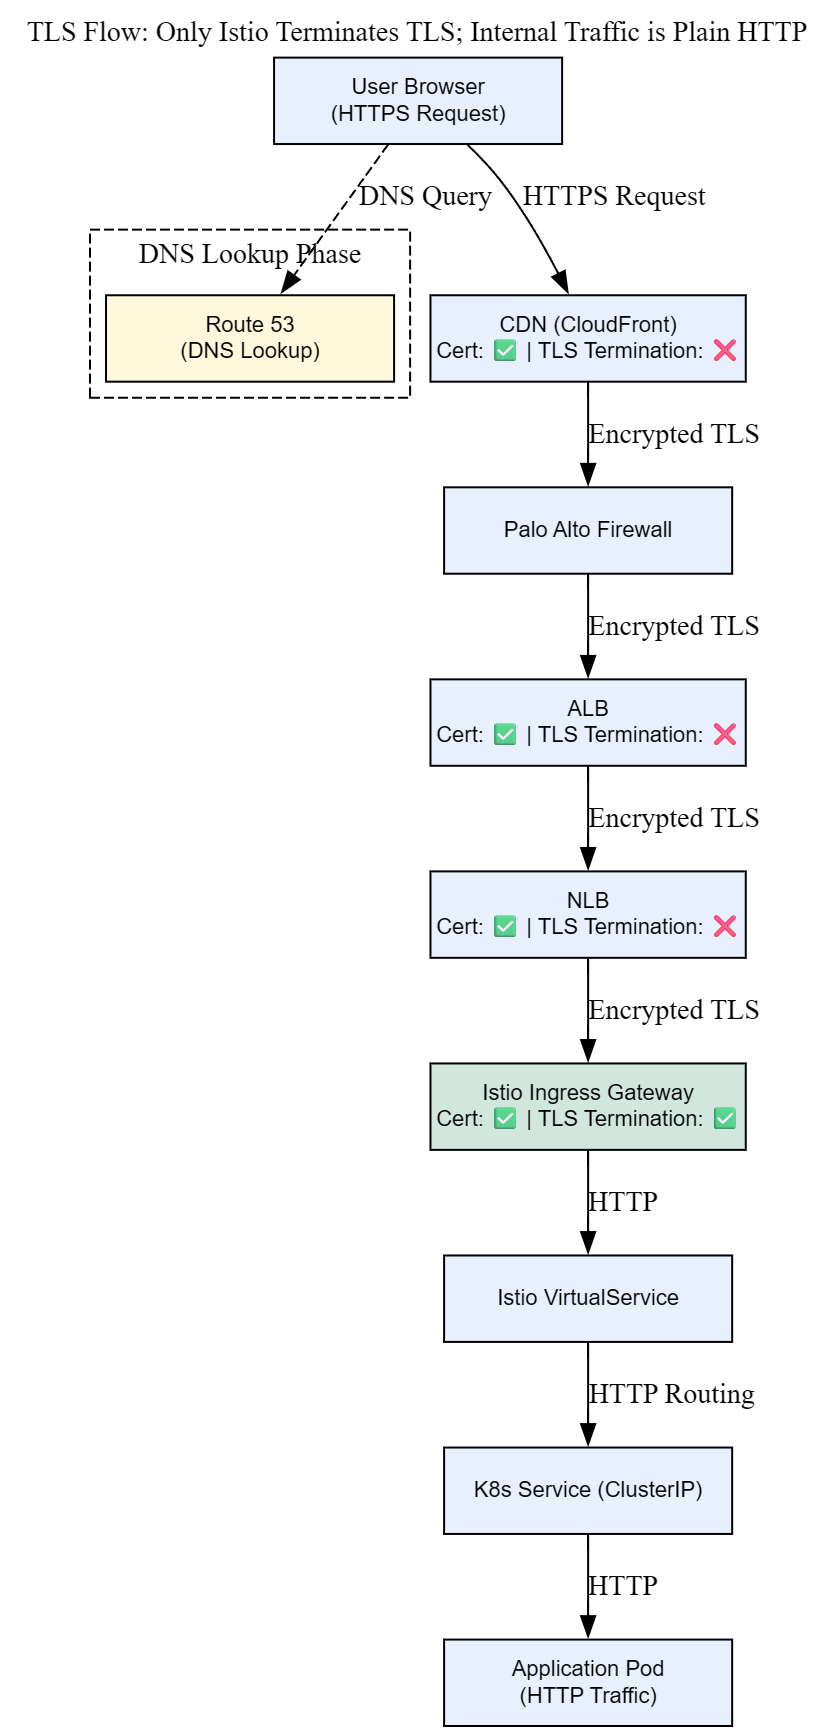 TLS Flow: Only Istio Terminates TLS; Internal Traffic is Plain HTTP
User Browser
(HTTPS Request)
DNS Query
HTTPS Request
DNS Lookup Phase
Route 53
(DNS Lookup)
CDN (CloudFront)
Cert: ✅ | TLS Termination: ❌
Encrypted TLS
Palo Alto Firewall
Encrypted TLS
ALB
Cert: ✅ | TLS Termination: ❌
Encrypted TLS
NLB
Cert: ✅ | TLS Termination: ❌
Encrypted TLS
Istio Ingress Gateway
Cert: ✅ | TLS Termination: ✅
HTTP
Istio VirtualService
HTTP Routing
K8s Service (ClusterIP)
HTTP
Application Pod
(HTTP Traffic)